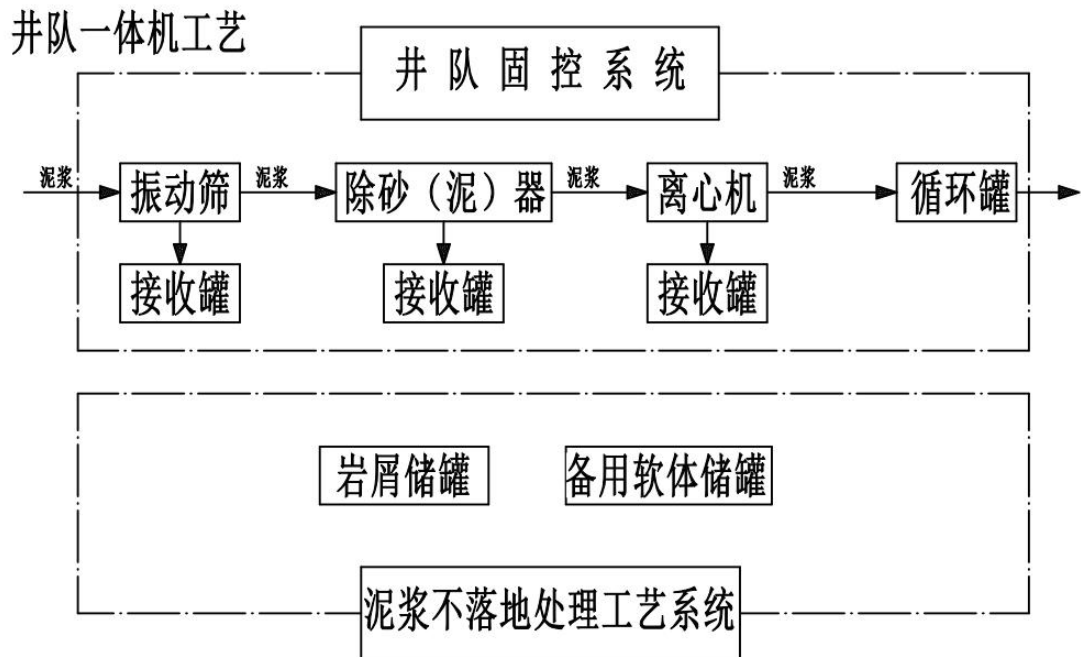 井队一体机工艺
井队固控系统
泥浆 振动筛 泥浆 除砂（泥）器 泥浆 离心机 泥浆 循环罐
接收罐 接收罐 接收罐
岩屑储罐 备用软体储罐
泥浆不落地处理工艺系统